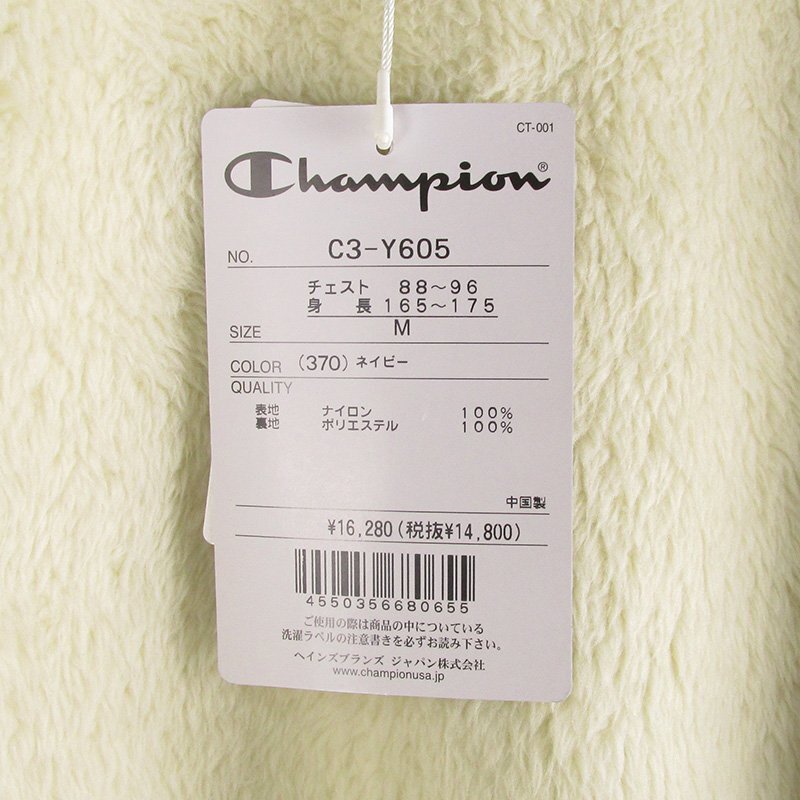 CT-001
Champion®
NO. C3-Y605
チェスト 88～96
身 長 165～175
SIZE M
COLOR (370) ネイビー
QUALITY
表地 ナイロン 100%
裏地 ポリエステル 100%
中国製
¥16,280(税抜¥14,800)
4550356680655
ご使用の際は商品の中についている
洗濯ラベルの注意書きを必ずお読み下さい。
ヘインズブランズ ジャパン株式会社
www.championusa.jp